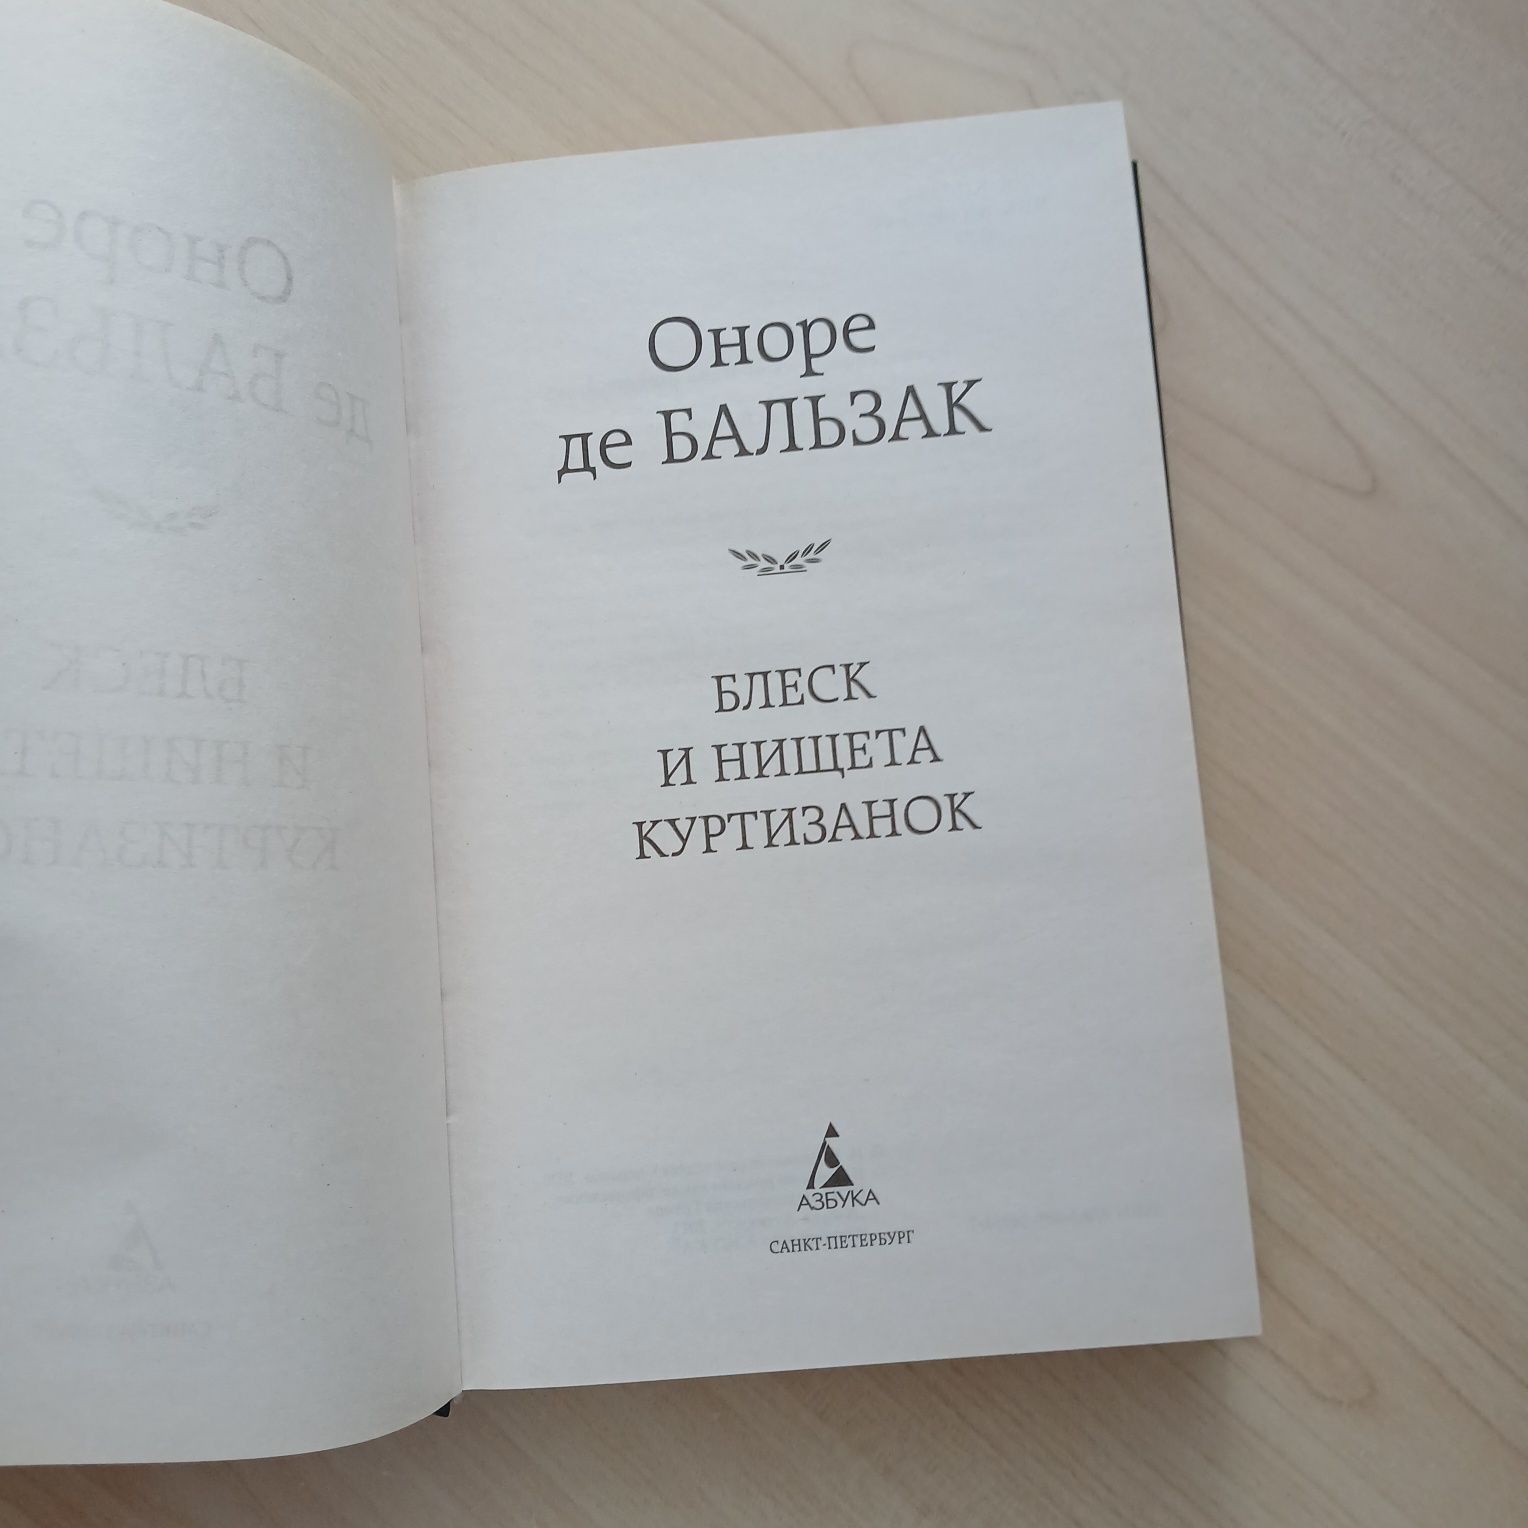 Оноре
де БАЛЬЗАК
БЛЕСК
И НИЩЕТА
КУРТИЗАНОК
АЗБУКА
САНКТ-ПЕТЕРБУРГ